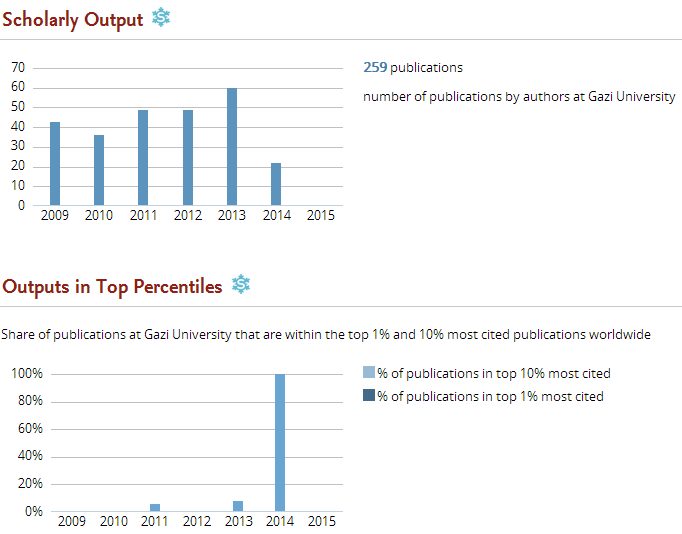 Scholarly Output
259 publications
number of publications by authors at Gazi University
70
60
50
40
30
20
10
0
2009 2010 2011 2012 2013 2014 2015
Outputs in Top Percentiles
Share of publications at Gazi University that are within the top 1% and 10% most cited publications worldwide
% of publications in top 10% most cited
% of publications in top 1% most cited
100%
80%
60%
40%
20%
0%
2009 2010 2011 2012 2013 2014 2015